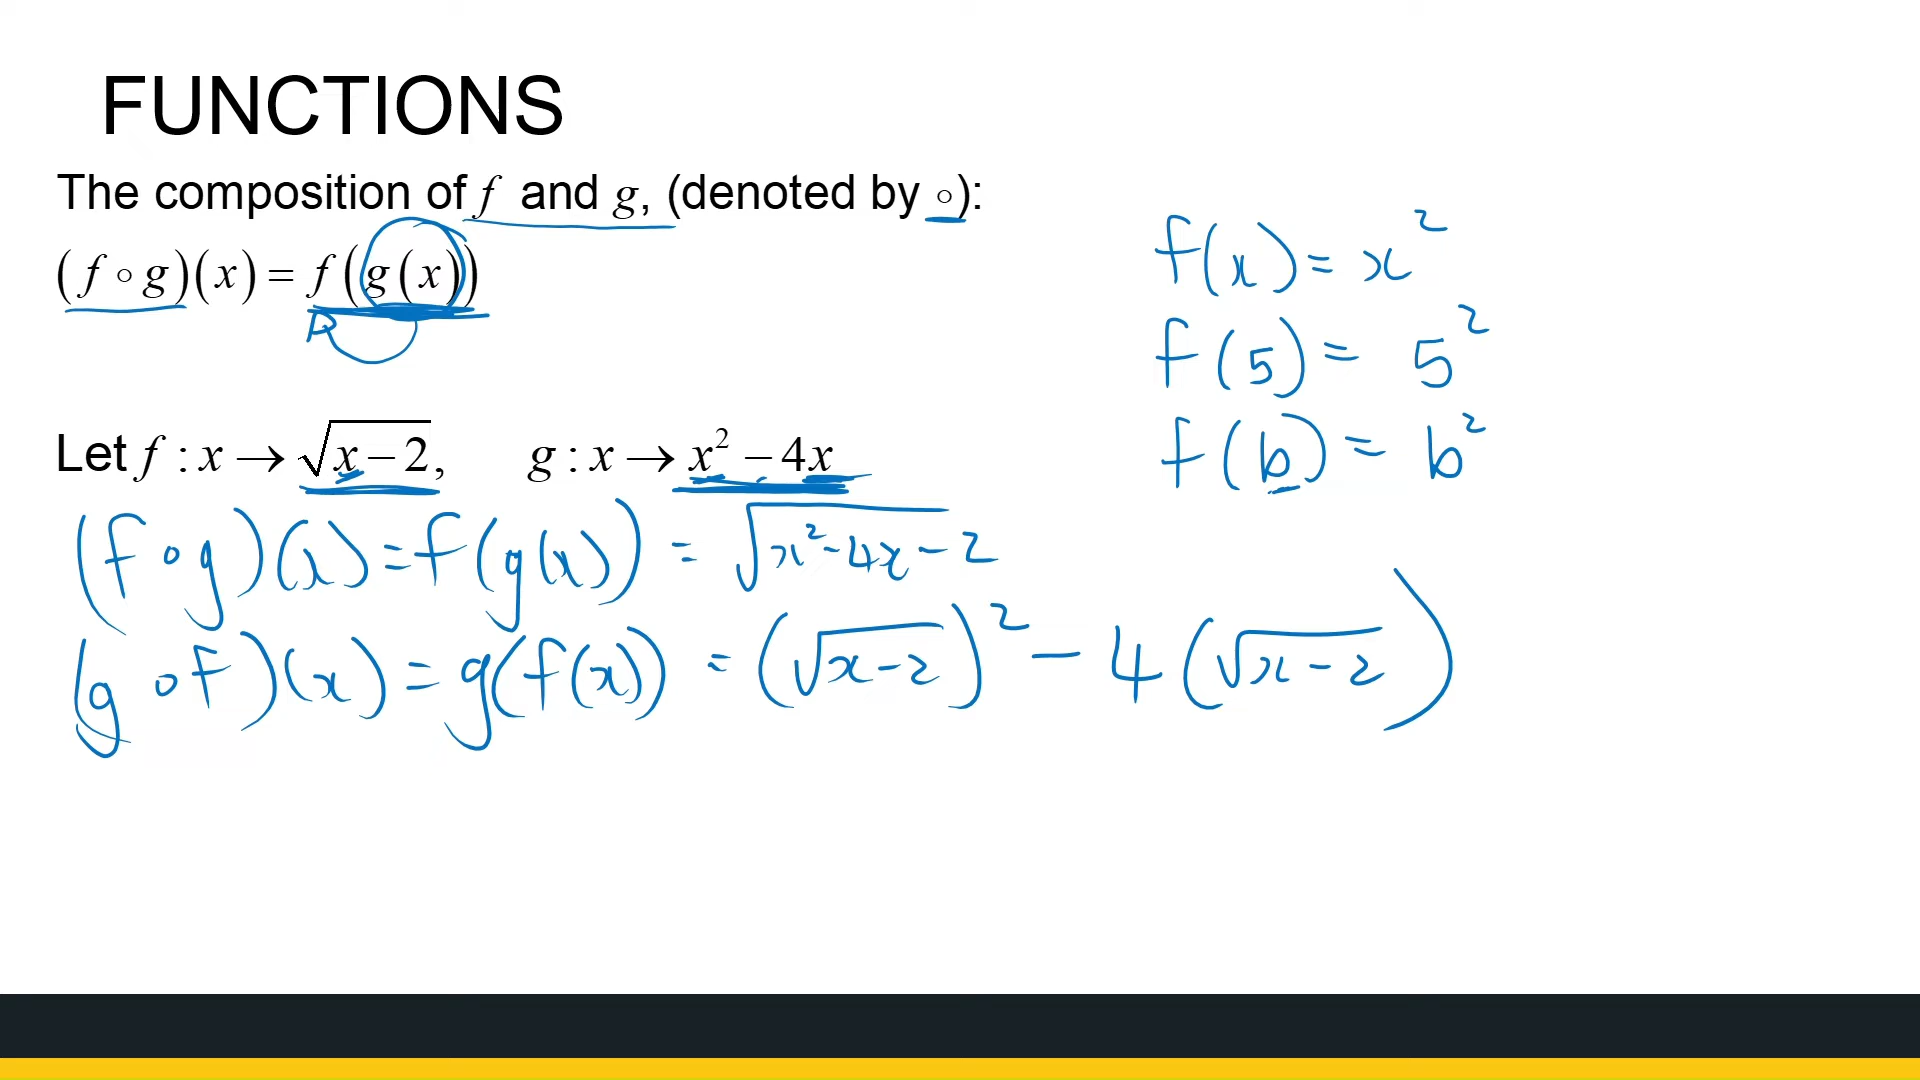 FUNCTIONS
The composition of f and g, (denoted by ∘):
(f ∘ g)(x) = f(g(x))
Let f : x → √(x − 2), g : x → x² − 4x
(f ∘ g)(x) = f(g(x)) = √(x² − 4x − 2)
(g ∘ f)(x) = g(f(x)) = (√(x − 2))² − 4(√(x − 2))
f(x) = x²
f(5) = 5²
f(b) = b²